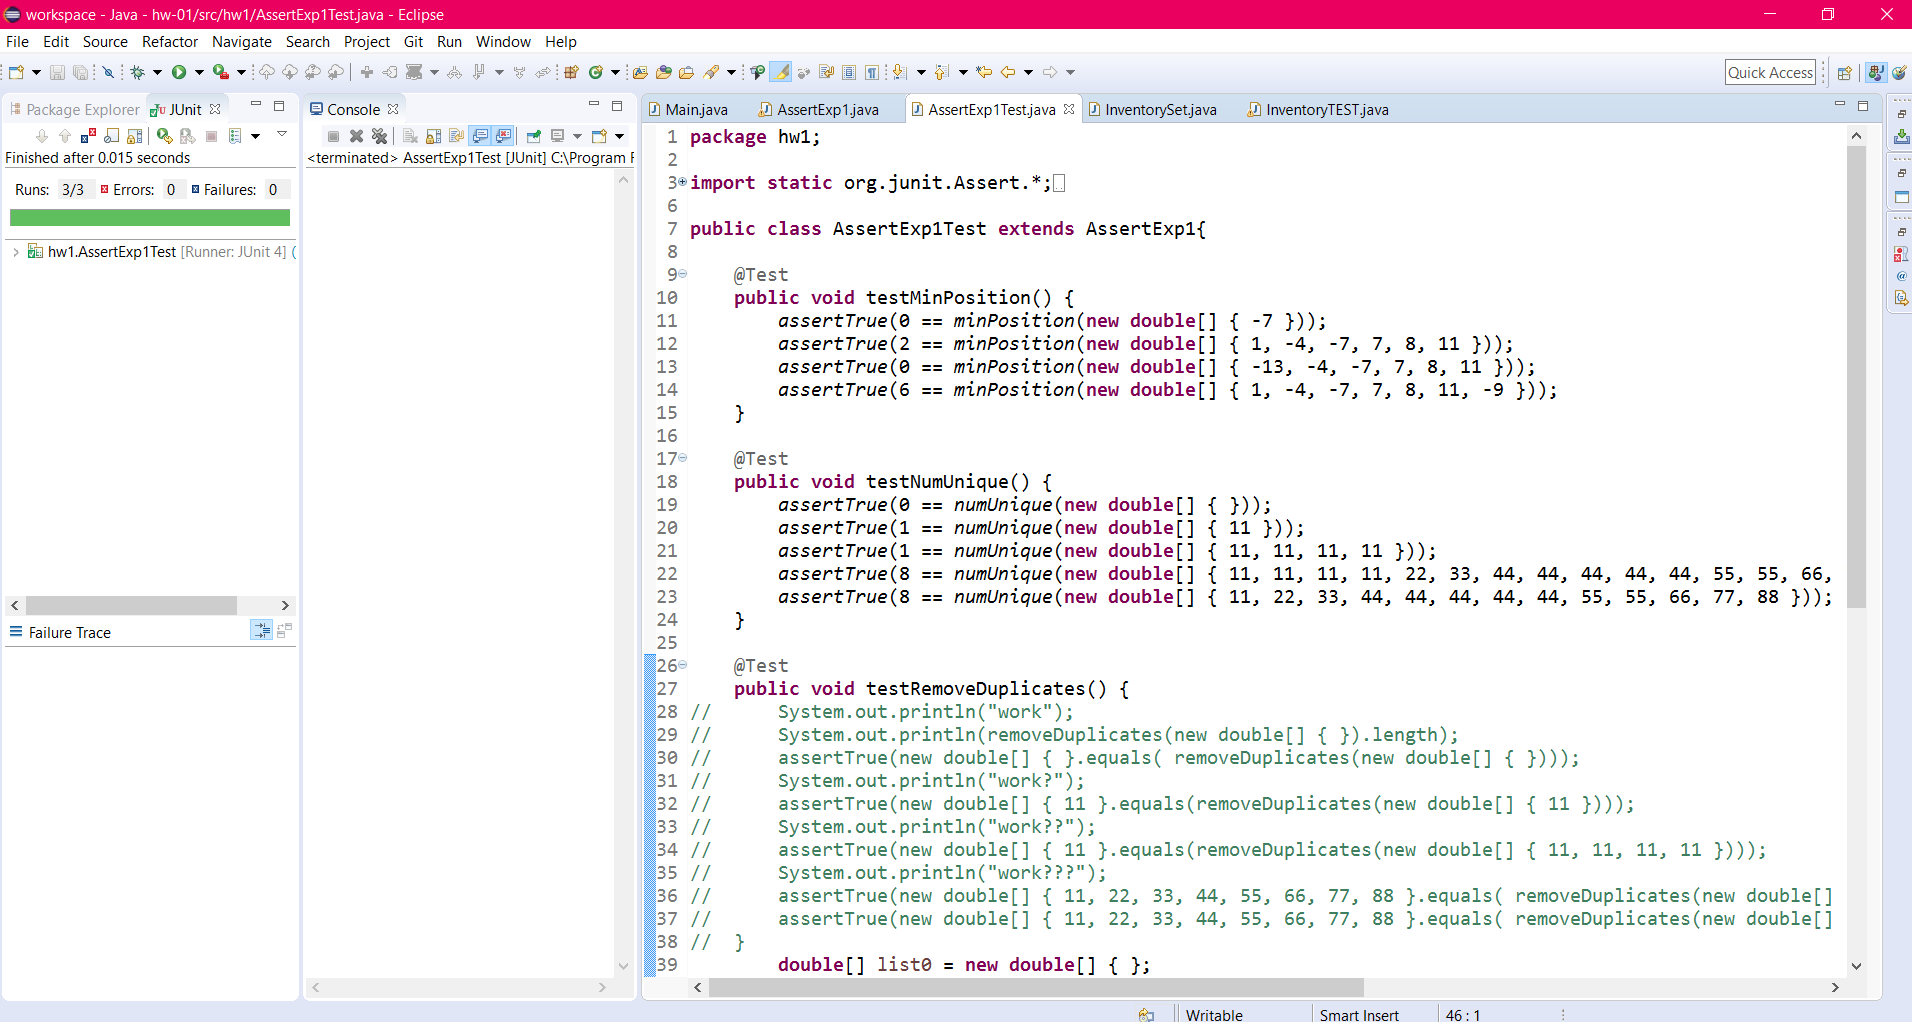 workspace - Java - hw-01/src/hw1/AssertExp1Test.java - Eclipse
File Edit Source Refactor Navigate Search Project Git Run Window Help
Quick Access
Package Explorer JUnit
Finished after 0.015 seconds
Runs: 3/3 Errors: 0 Failures: 0
hw1.AssertExp1Test [Runner: JUnit 4] (
Failure Trace
Console
<terminated> AssertExp1Test [JUnit] C:\Program F
Main.java AssertExp1.java AssertExp1Test.java InventorySet.java InventoryTEST.java
1 package hw1;
2
3 import static org.junit.Assert.*;
6
7 public class AssertExp1Test extends AssertExp1{
8
9 @Test
10 public void testMinPosition() {
11 assertTrue(0 == minPosition(new double[] { -7 }));
12 assertTrue(2 == minPosition(new double[] { 1, -4, -7, 7, 8, 11 }));
13 assertTrue(0 == minPosition(new double[] { -13, -4, -7, 7, 8, 11 }));
14 assertTrue(6 == minPosition(new double[] { 1, -4, -7, 7, 8, 11, -9 }));
15 }
16
17 @Test
18 public void testNumUnique() {
19 assertTrue(0 == numUnique(new double[] { }));
20 assertTrue(1 == numUnique(new double[] { 11 }));
21 assertTrue(1 == numUnique(new double[] { 11, 11, 11, 11 }));
22 assertTrue(8 == numUnique(new double[] { 11, 11, 11, 11, 22, 33, 44, 44, 44, 44, 44, 55, 55, 66,
23 assertTrue(8 == numUnique(new double[] { 11, 22, 33, 44, 44, 44, 44, 44, 55, 55, 66, 77, 88 }));
24 }
25
26 @Test
27 public void testRemoveDuplicates() {
28 // System.out.println("work");
29 // System.out.println(removeDuplicates(new double[] { }).length);
30 // assertTrue(new double[] { }.equals( removeDuplicates(new double[] { })));
31 // System.out.println("work?");
32 // assertTrue(new double[] { 11 }.equals(removeDuplicates(new double[] { 11 })));
33 // System.out.println("work??");
34 // assertTrue(new double[] { 11 }.equals(removeDuplicates(new double[] { 11, 11, 11, 11 })));
35 // System.out.println("work???");
36 // assertTrue(new double[] { 11, 22, 33, 44, 55, 66, 77, 88 }.equals( removeDuplicates(new double[]
37 // assertTrue(new double[] { 11, 22, 33, 44, 55, 66, 77, 88 }.equals( removeDuplicates(new double[]
38 // }
39 double[] list0 = new double[] { };
Writable Smart Insert 46 : 1